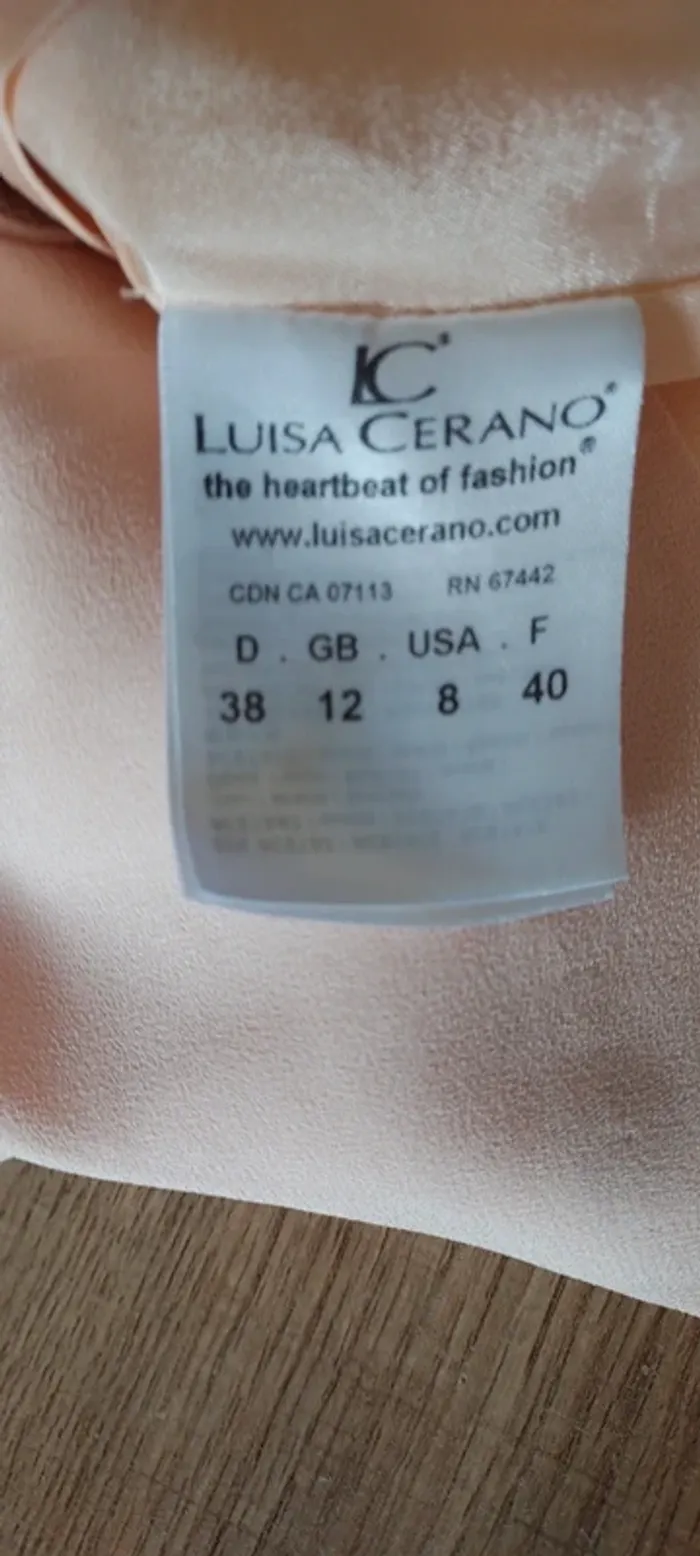 LC®
LUISA CERANO®
the heartbeat of fashion®
www.luisacerano.com
CDN CA 07113 RN 67442
D . GB . USA . F
38 12 8 40